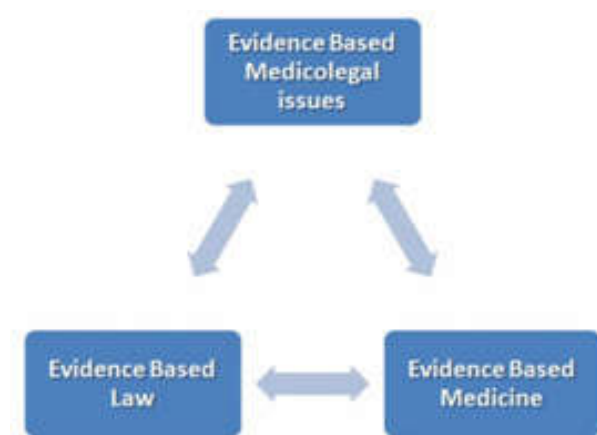 Evidence Based
Medicolegal
issues
Evidence Based
Law
Evidence Based
Medicine